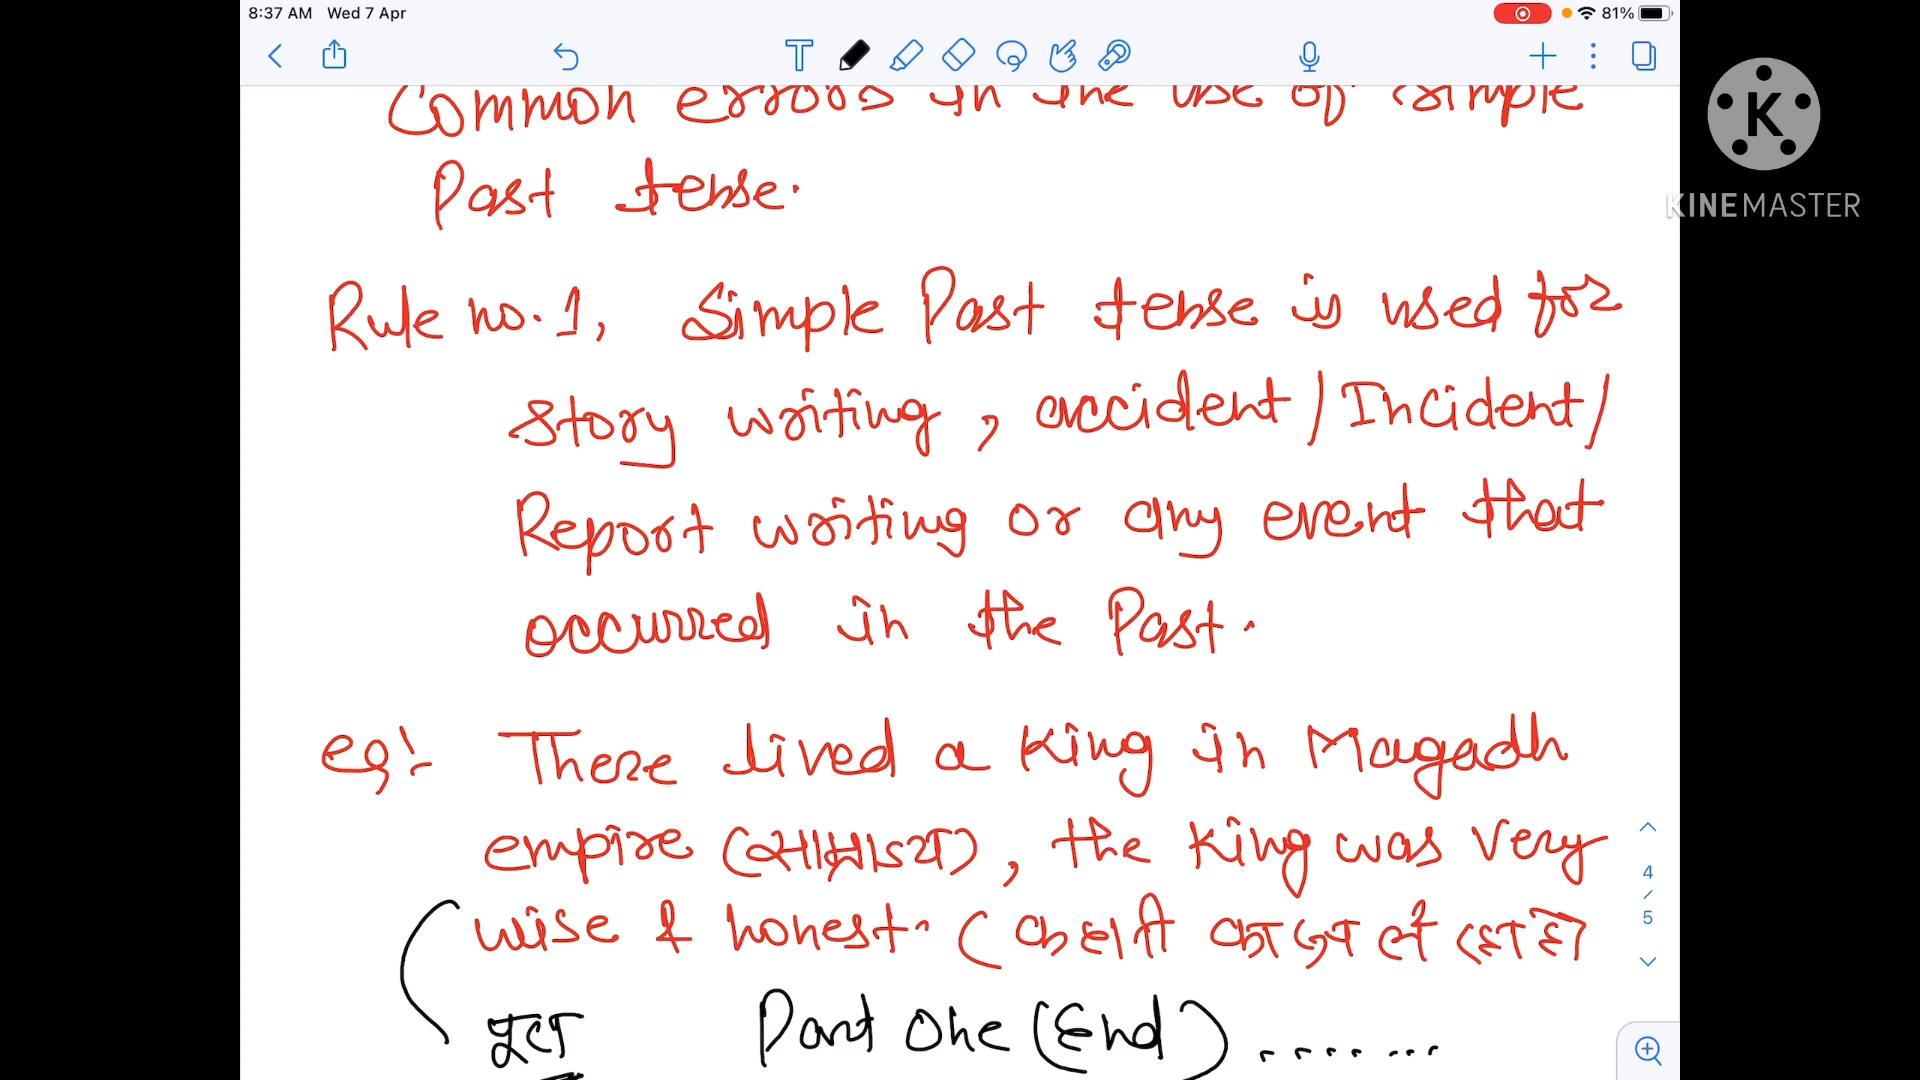 8:37 AM Wed 7 Apr
81%
K
KINEMASTER
Common errors in the use of simple
Past tense.
Rule no. 1, Simple Past tense is used for
story writing, accident / Incident /
Report writing or any event that
occurred in the Past.
eg:- There lived a King in Magadh
empire (साम्राज्य), the King was very
wise & honest. (कहानी
Part one (End) ........
4
/
5